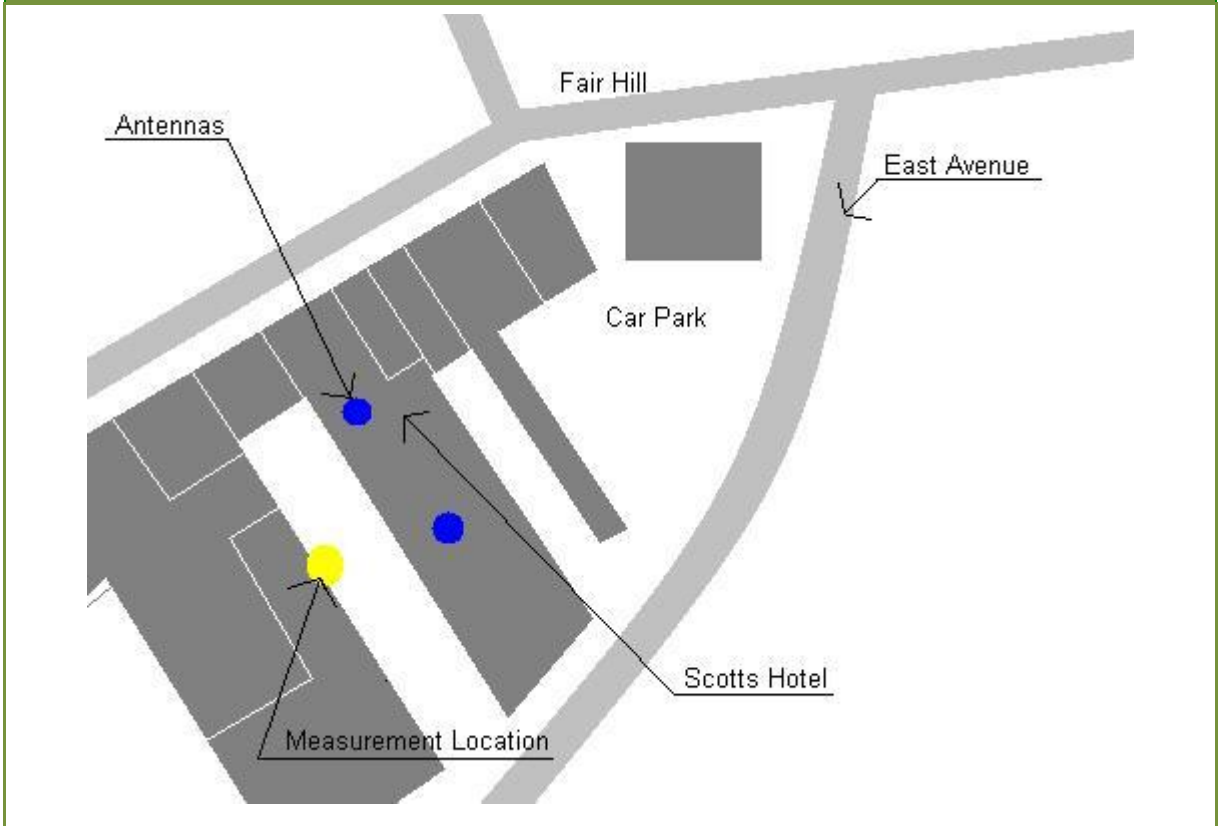 Fair Hill
Antennas
East Avenue
Car Park
Scotts Hotel
Measurement Location